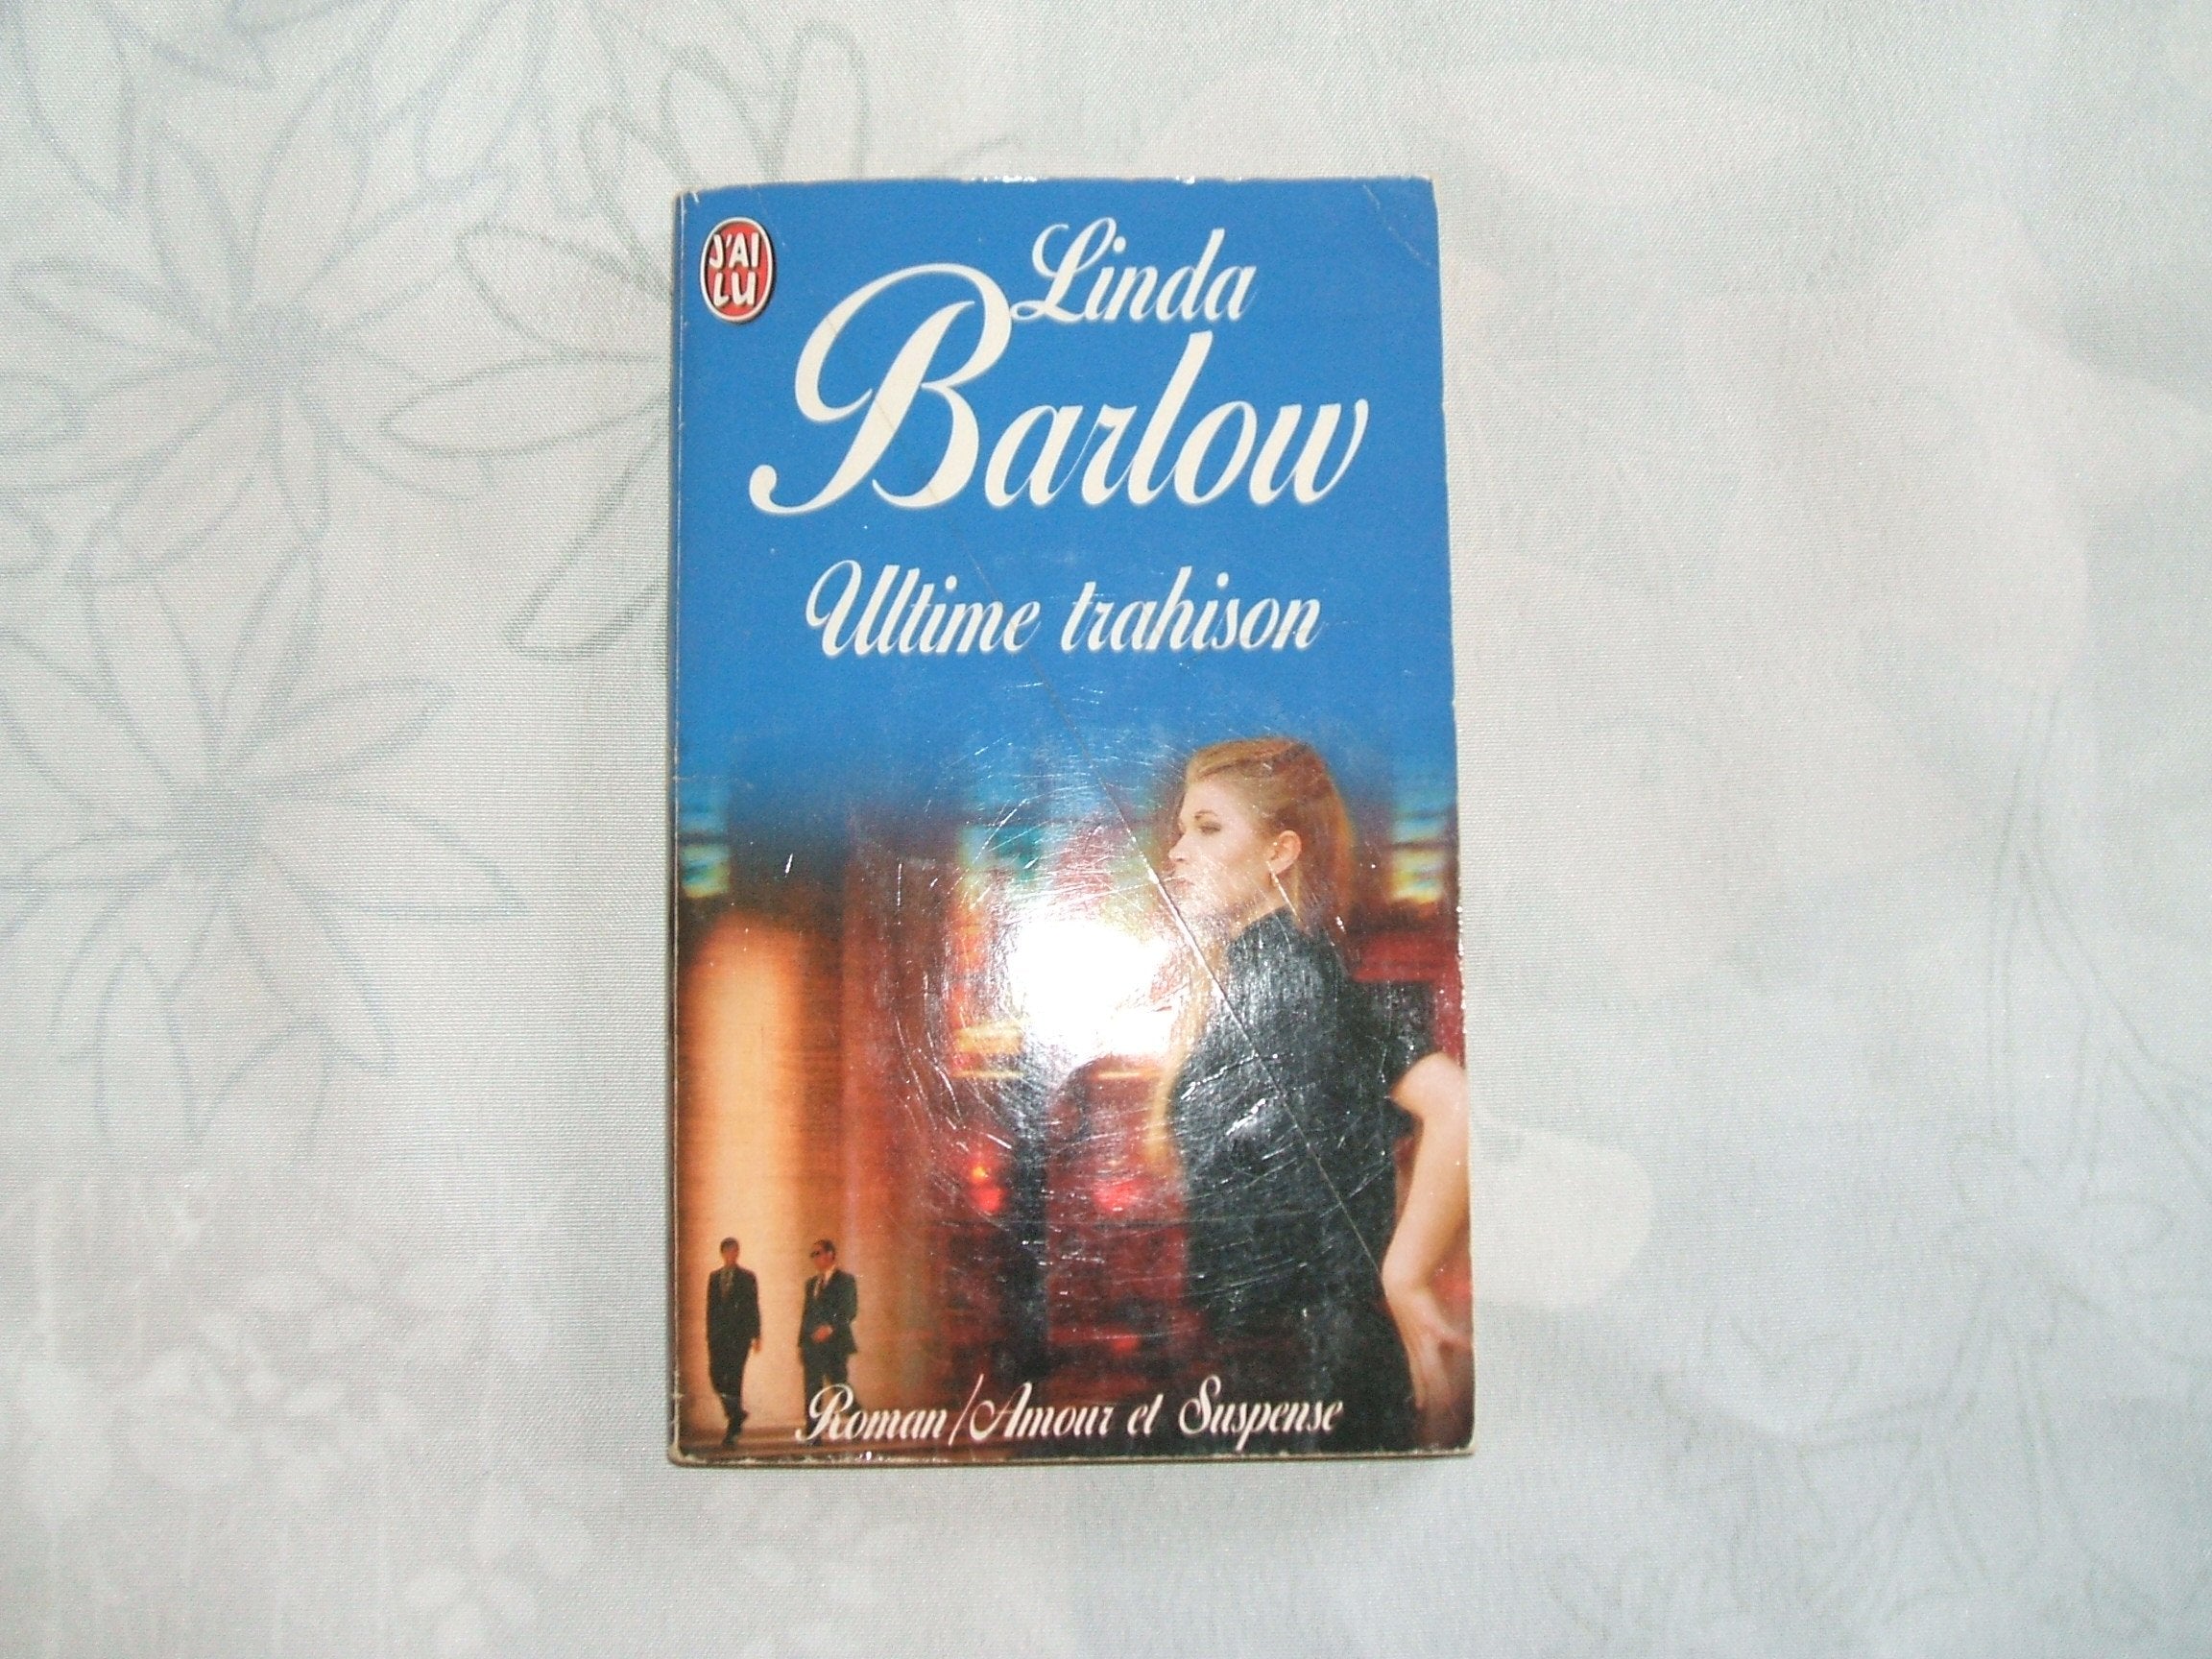 J'AI
LU
Linda
Barlow
Ultime trahison
Roman/Amour et Suspense